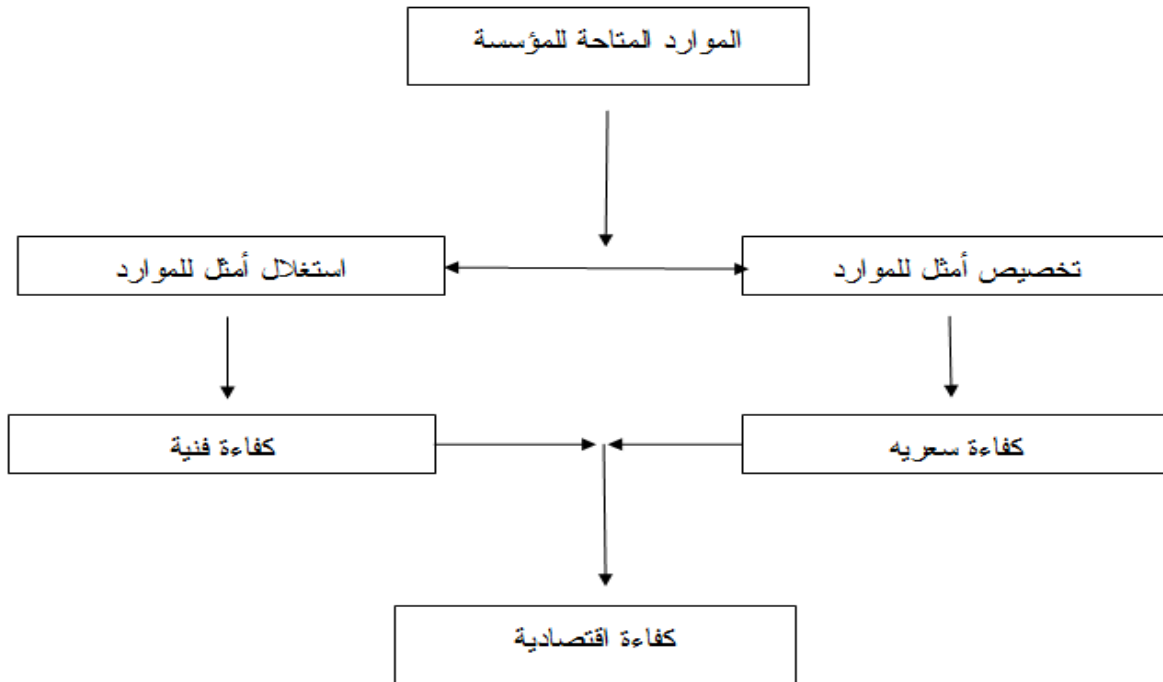 الموارد المتاحة للمؤسسة
تخصيص أمثل للموارد
استغلال أمثل للموارد
كفاءة سعريه
كفاءة فنية
كفاءة اقتصادية